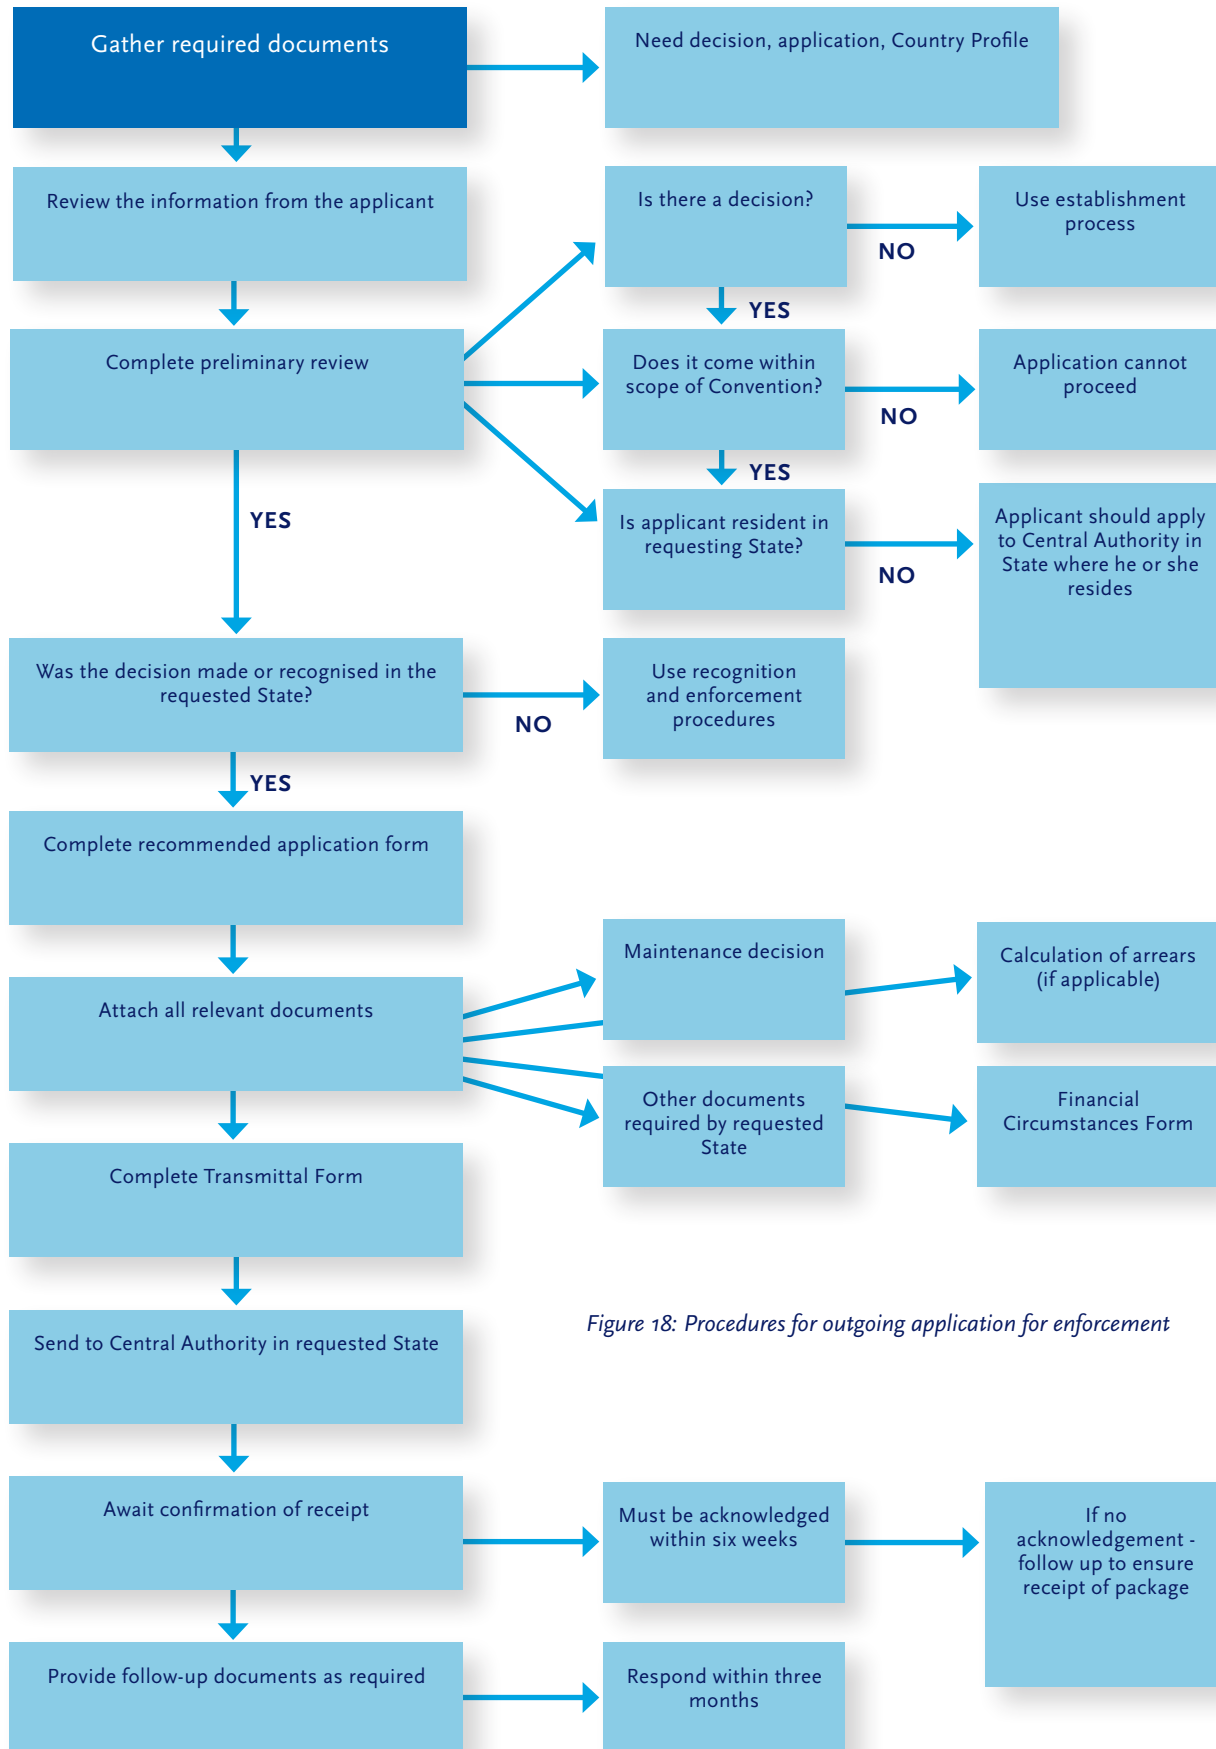 Gather required documents
Need decision, application, Country Profile
Review the information from the applicant
Is there a decision?
NO
Use establishment
process
YES
Complete preliminary review
Does it come within
scope of Convention?
NO
Application cannot
proceed
YES
Is applicant resident in
requesting State?
NO
Applicant should apply
to Central Authority in
State where he or she
resides
YES
Was the decision made or recognised in the
requested State?
NO
Use recognition
and enforcement
procedures
YES
Complete recommended application form
Attach all relevant documents
Maintenance decision
Calculation of arrears
(if applicable)
Other documents
required by requested
State
Financial
Circumstances Form
Complete Transmittal Form
Figure 18: Procedures for outgoing application for enforcement
Send to Central Authority in requested State
Await confirmation of receipt
Must be acknowledged
within six weeks
If no
acknowledgement -
follow up to ensure
receipt of package
Provide follow-up documents as required
Respond within three
months